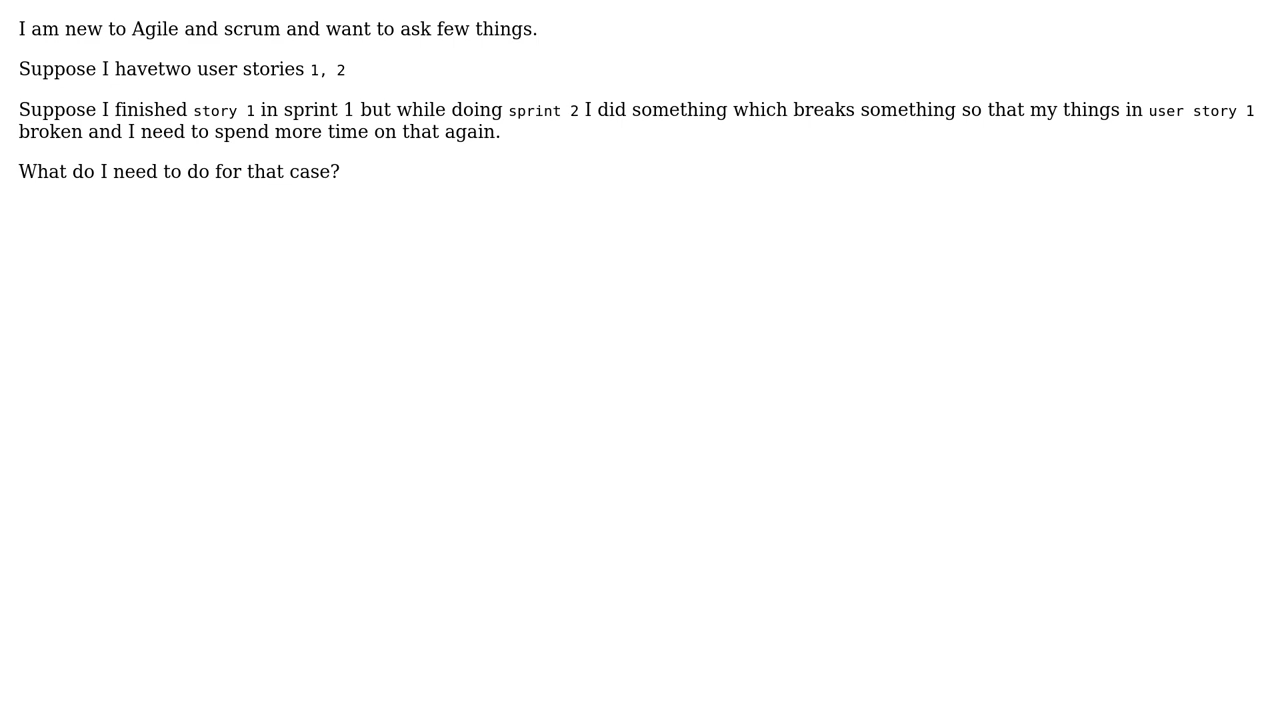 I am new to Agile and scrum and want to ask few things.
Suppose I havetwo user stories 1, 2
Suppose I finished story 1 in sprint 1 but while doing sprint 2 I did something which breaks something so that my things in user story 1
broken and I need to spend more time on that again.
What do I need to do for that case?